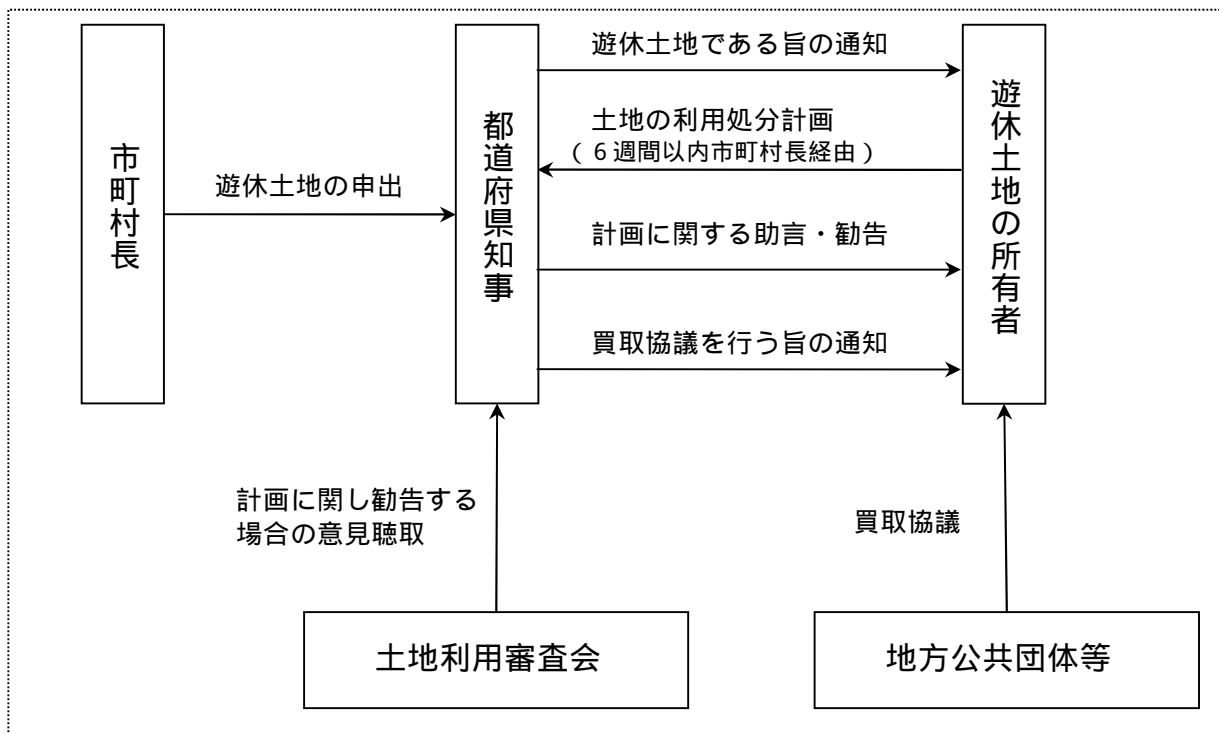 市町村長
遊休土地の申出
都道府県知事
遊休土地である旨の通知
土地の利用処分計画
（６週間以内市町村長経由）
計画に関する助言・勧告
買取協議を行う旨の通知
遊休土地の所有者
計画に関し勧告する
場合の意見聴取
買取協議
土地利用審査会
地方公共団体等